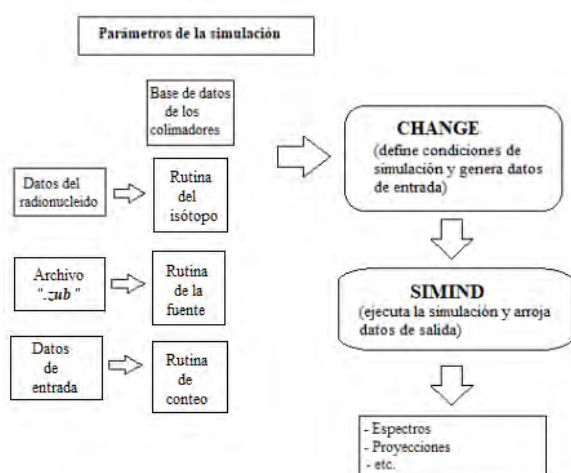 Parámetros de la simulación
Base de datos
de los
colimadores
Datos del
radionucleido
Rutina
del
isótopo
Archivo
".zub"
Rutina
de la
fuente
Datos
de
entrada
Rutina
de
conteo
CHANGE
(define condiciones de
simulación y genera datos
de entrada)
SIMIND
(ejecuta la simulación y arroja
datos de salida)
- Espectros
- Proyecciones
- etc.